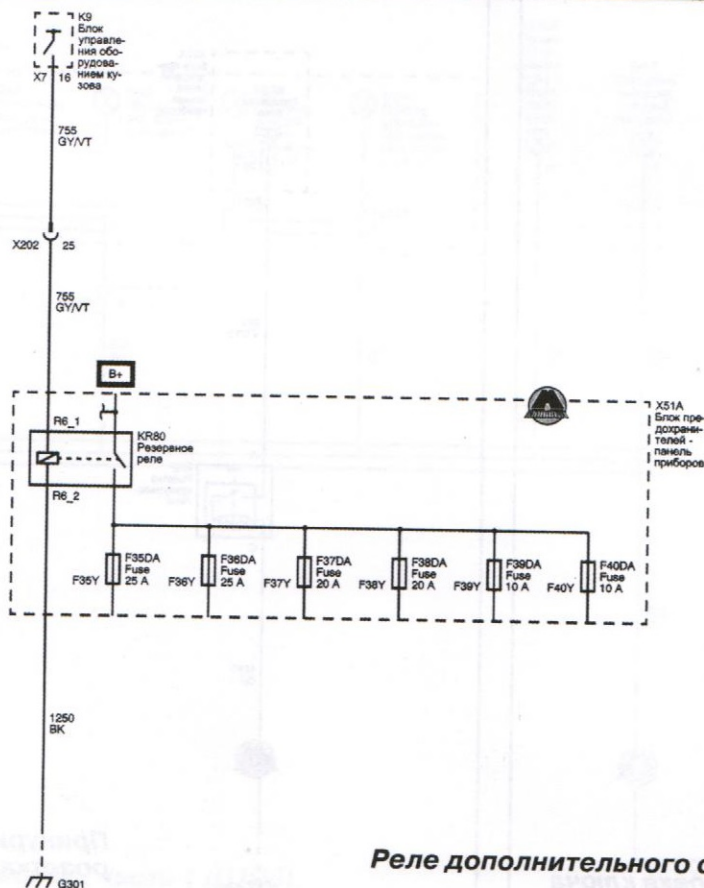 K9
Блок
управле-
ния обо-
рудова-
нием ку-
зова
X7 16
755
GY/VT
X202 25
755
GY/VT
B+
X51A
Блок пре-
дохрани-
телей -
панель
приборов
R6_1
KR80
Резервное
реле
R6_2
F35Y
F35DA
Fuse
25 A
F36Y
F36DA
Fuse
25 A
F37Y
F37DA
Fuse
20 A
F38Y
F38DA
Fuse
20 A
F39Y
F39DA
Fuse
10 A
F40Y
F40DA
Fuse
10 A
1250
BK
G301
Реле дополнительного